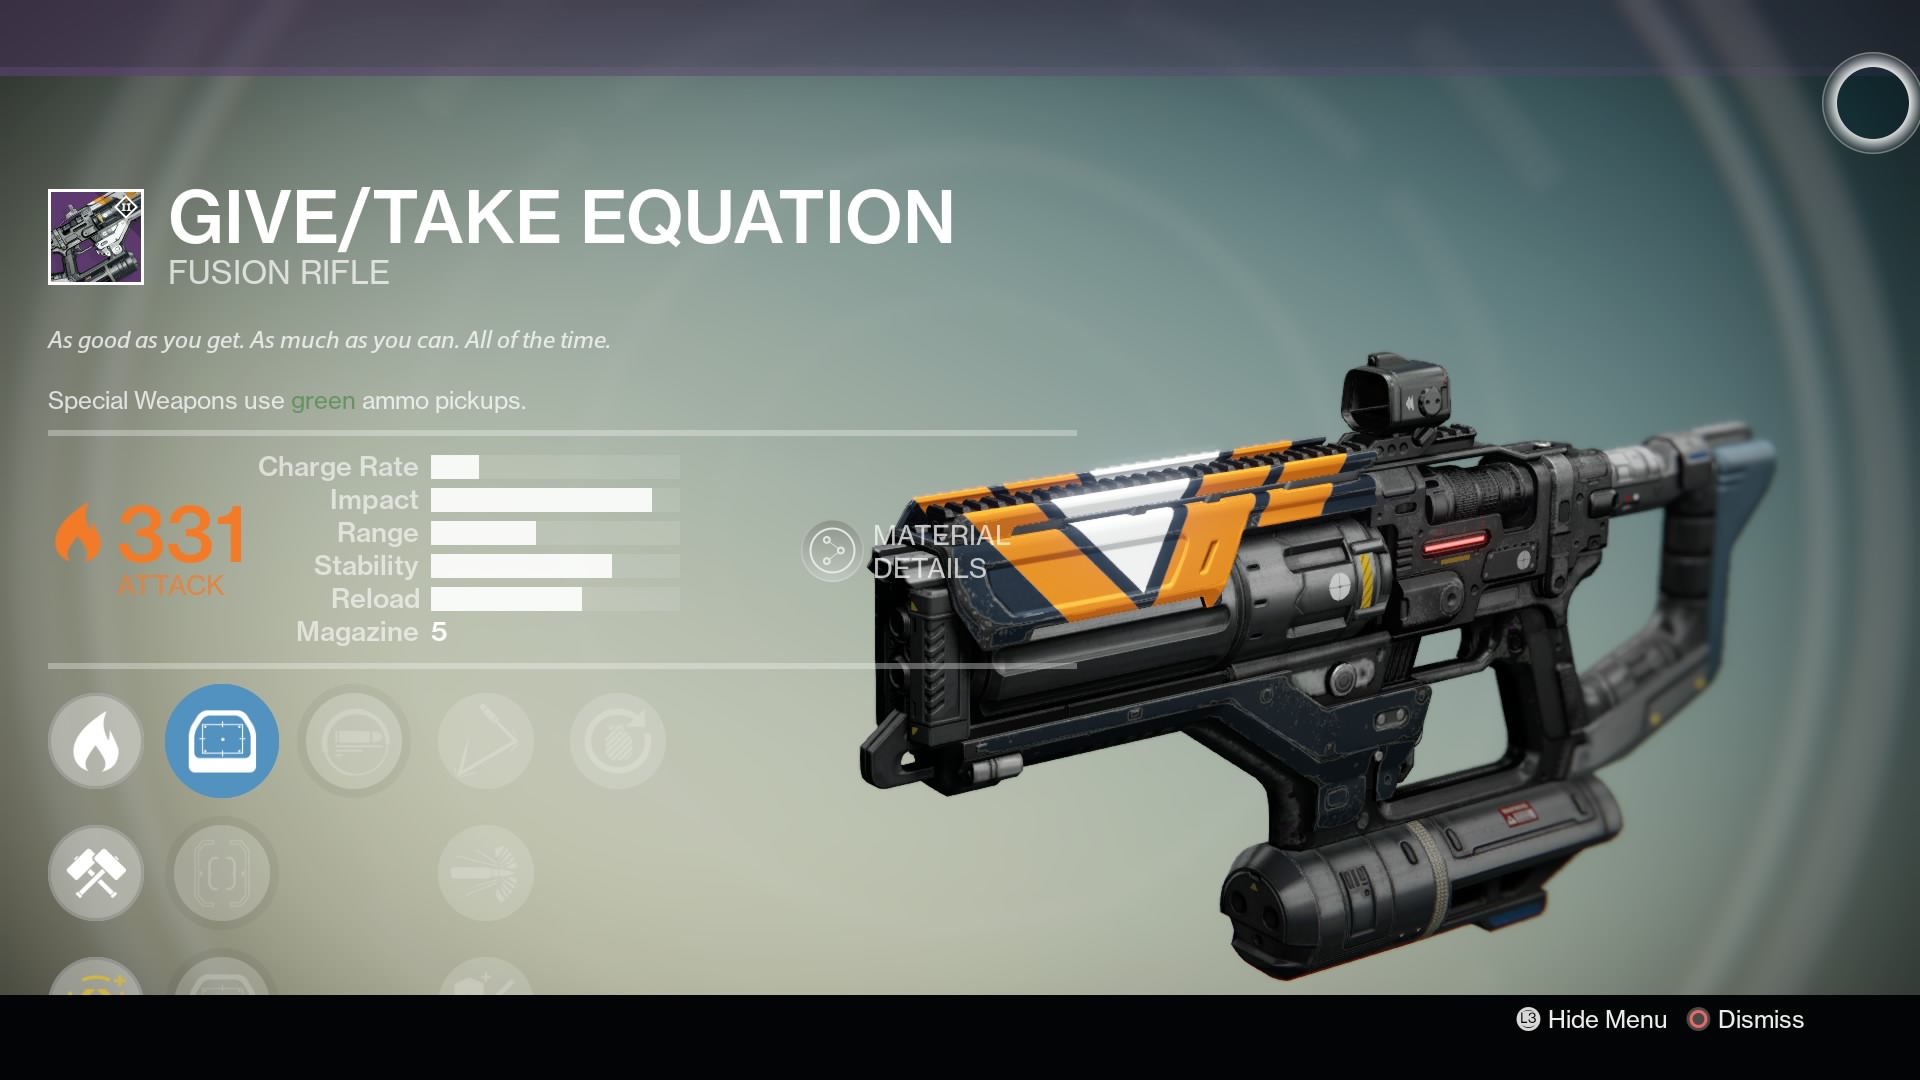 GIVE/TAKE EQUATION
FUSION RIFLE
As good as you get. As much as you can. All of the time.
Special Weapons use green ammo pickups.
331
ATTACK
Charge Rate
Impact
Range
Stability
Reload
Magazine 5
MATERIAL
DETAILS
L3 Hide Menu
Dismiss